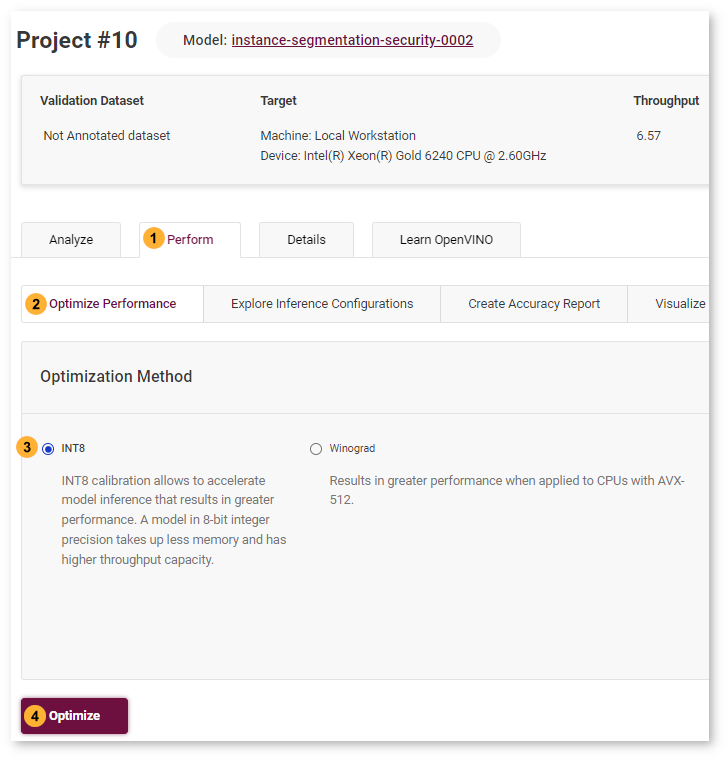 Project #10 Model: instance-segmentation-security-0002
Validation Dataset Target Throughput
Not Annotated dataset Machine: Local Workstation 6.57
Device: Intel(R) Xeon(R) Gold 6240 CPU @ 2.60GHz
Analyze 1 Perform Details Learn OpenVINO
2 Optimize Performance Explore Inference Configurations Create Accuracy Report Visualize
Optimization Method
3 INT8 Winograd
INT8 calibration allows to accelerate
model inference that results in greater
performance. A model in 8-bit integer
precision takes up less memory and has
higher throughput capacity.
Results in greater performance when applied to CPUs with AVX-
512.
4 Optimize